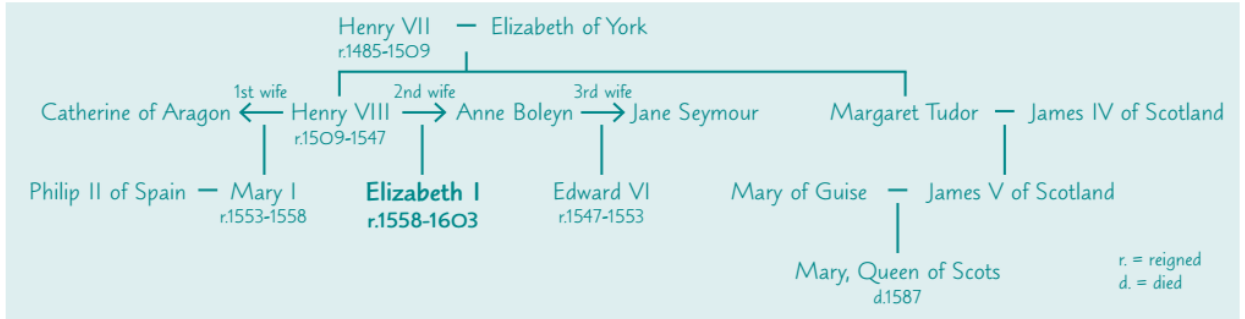 Henry VII — Elizabeth of York
r.1485-1509
1st wife 2nd wife 3rd wife
Catherine of Aragon Henry VIII Anne Boleyn Jane Seymour Margaret Tudor — James IV of Scotland
r.1509-1547
Philip II of Spain — Mary I Elizabeth I Edward VI Mary of Guise — James V of Scotland
r.1553-1558 r.1558-1603 r.1547-1553
Mary, Queen of Scots
d.1587
r. = reigned
d. = died